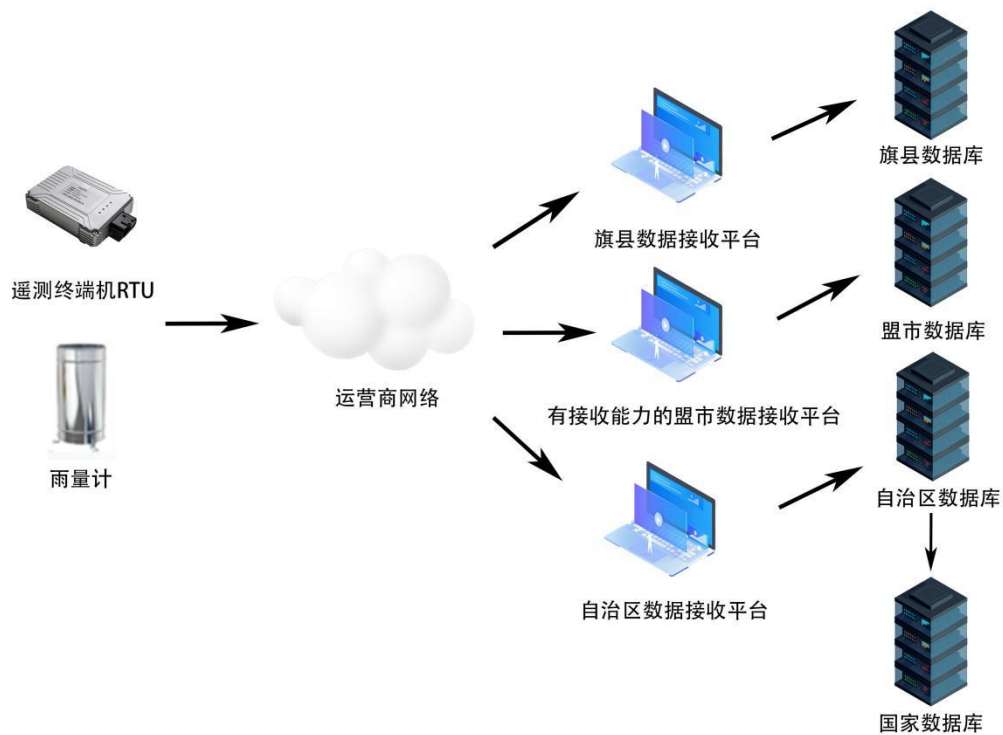 旗县数据库
旗县数据接收平台
遥测终端机RTU
盟市数据库
运营商网络
有接收能力的盟市数据接收平台
雨量计
自治区数据库
自治区数据接收平台
国家数据库